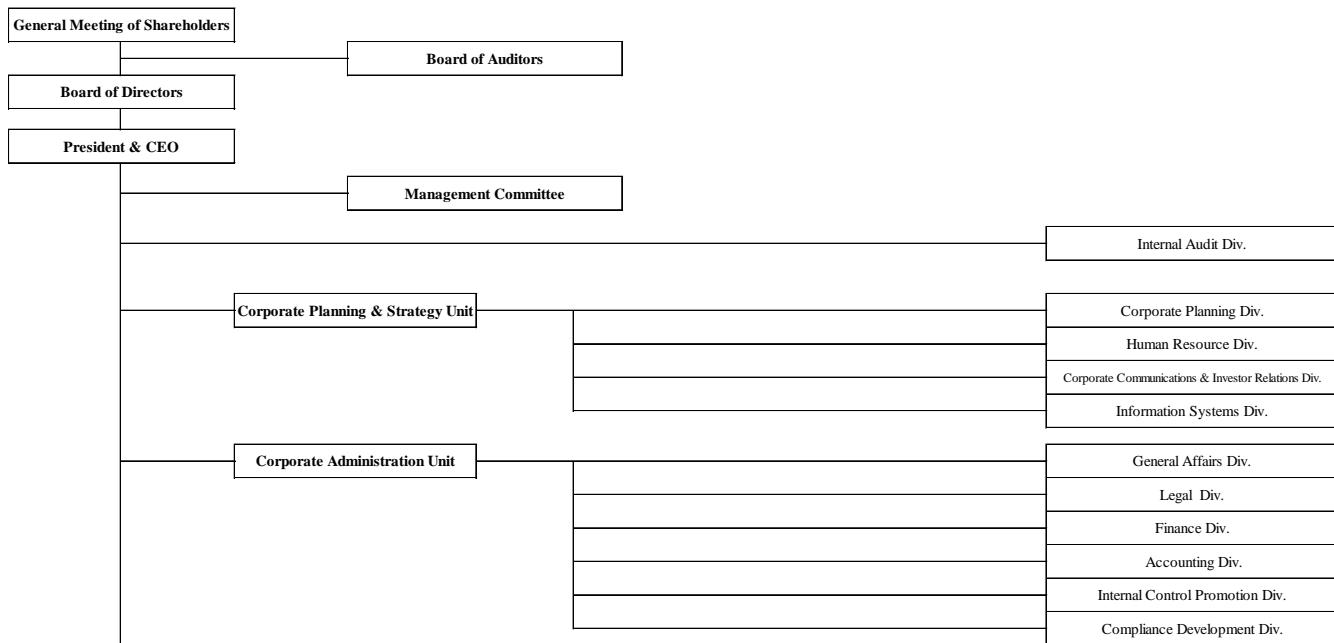 General Meeting of Shareholders
Board of Auditors
Board of Directors
President & CEO
Management Committee
Internal Audit Div.
Corporate Planning & Strategy Unit
Corporate Planning Div.
Human Resource Div.
Corporate Communications & Investor Relations Div.
Information Systems Div.
Corporate Administration Unit
General Affairs Div.
Legal Div.
Finance Div.
Accounting Div.
Internal Control Promotion Div.
Compliance Development Div.